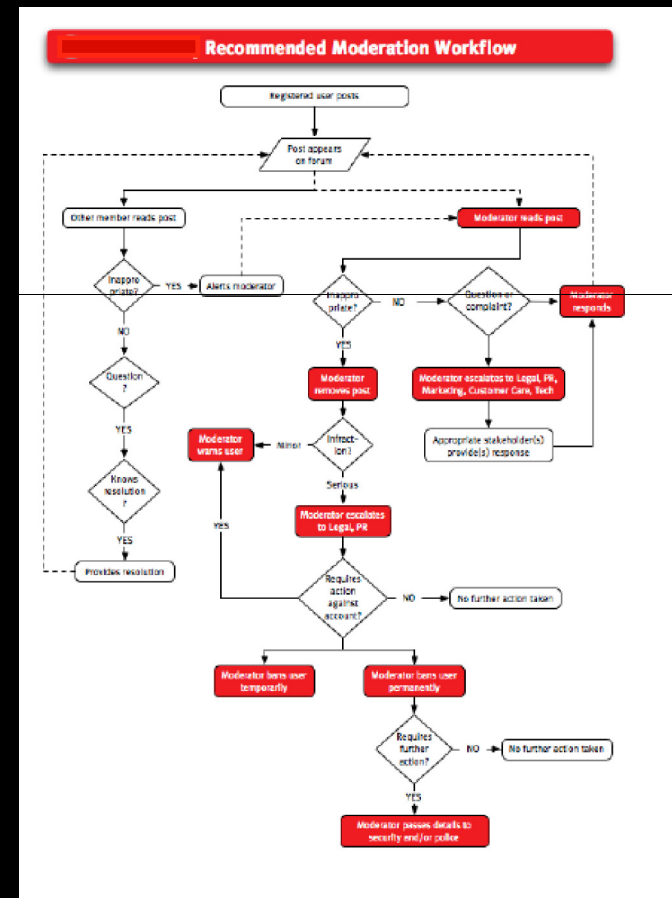 Recommended Moderation Workflow
Registered user posts
Post appears
on forum
Other member reads post
Moderator reads post
Inappro
priate?
YES
Alerts moderator
Inappro
priate?
NO
Question or
complaint?
Moderator
responds
NO
YES
Question
?
Moderator
removes post
Moderator escalates to Legal, PR,
Marketing, Customer Care, Tech
YES
Moderator
warns user
Minor
Infract-
ion?
Appropriate stakeholder(s)
provide(s) response
Knows
resolution
?
Serious
Moderator escalates
to Legal, PR
YES
YES
Provides resolution
Requires
action
against
account?
NO
No further action taken
Moderator bans user
temporarily
Moderator bans user
permanently
Requires
further
action?
NO
No further action taken
YES
Moderator passes details to
security and/or police